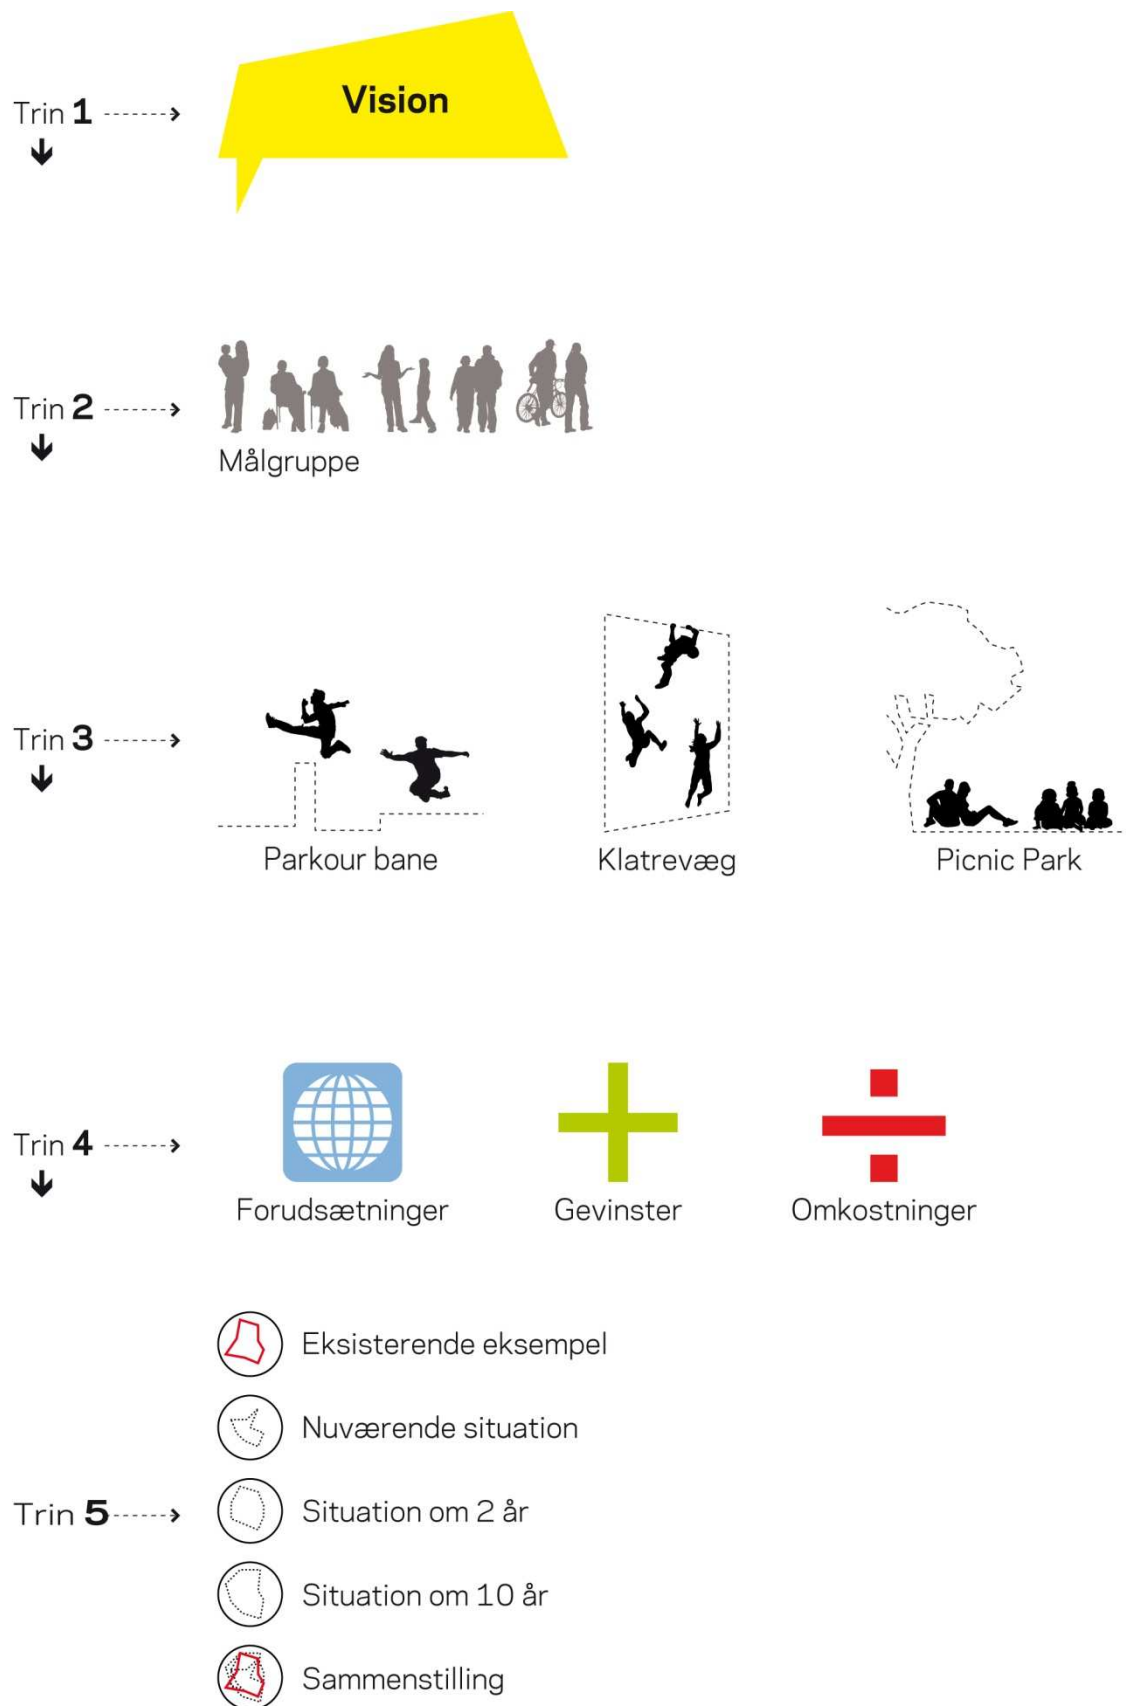 Trin 1
Vision
Trin 2
Målgruppe
Trin 3
Parkour bane
Klatrevæg
Picnic Park
Trin 4
Forudsætninger
Gevinster
Omkostninger
Trin 5
Eksisterende eksempel
Nuværende situation
Situation om 2 år
Situation om 10 år
Sammenstilling